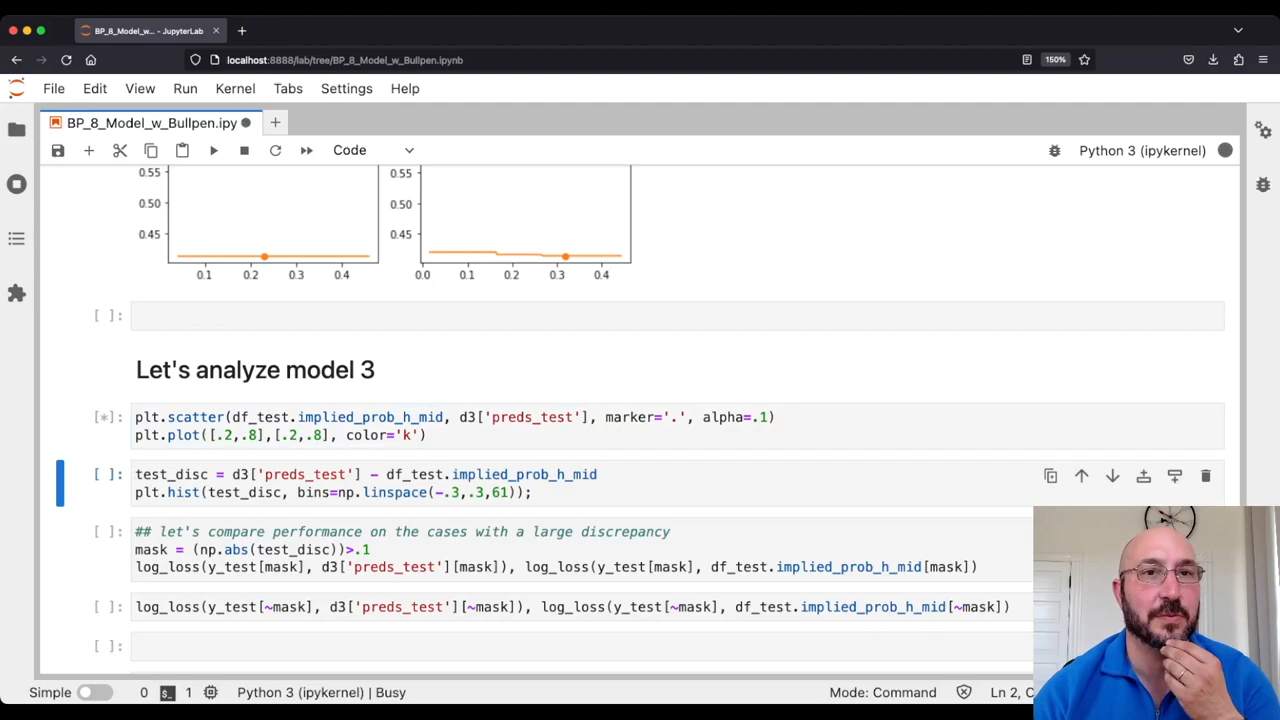 BP_8_Model_w… - JupyterLab
localhost:8888/lab/tree/BP_8_Model_w_Bullpen.ipynb
150%
File Edit View Run Kernel Tabs Settings Help
BP_8_Model_w_Bullpen.ipy
Code
Python 3 (ipykernel)
0.55 0.55
0.50 0.50
0.45 0.45
0.1 0.2 0.3 0.4 0.0 0.1 0.2 0.3 0.4
[ ]:
Let's analyze model 3
[*]: plt.scatter(df_test.implied_prob_h_mid, d3['preds_test'], marker='.', alpha=.1)
plt.plot([.2,.8],[.2,.8], color='k')
[ ]: test_disc = d3['preds_test'] - df_test.implied_prob_h_mid
plt.hist(test_disc, bins=np.linspace(-.3,.3,61));
[ ]: ## let's compare performance on the cases with a large discrepancy
mask = (np.abs(test_disc))>.1
log_loss(y_test[mask], d3['preds_test'][mask]), log_loss(y_test[mask], df_test.implied_prob_h_mid[mask])
[ ]: log_loss(y_test[~mask], d3['preds_test'][~mask]), log_loss(y_test[~mask], df_test.implied_prob_h_mid[~mask])
[ ]:
Simple 0 1 Python 3 (ipykernel) | Busy Mode: Command Ln 2,